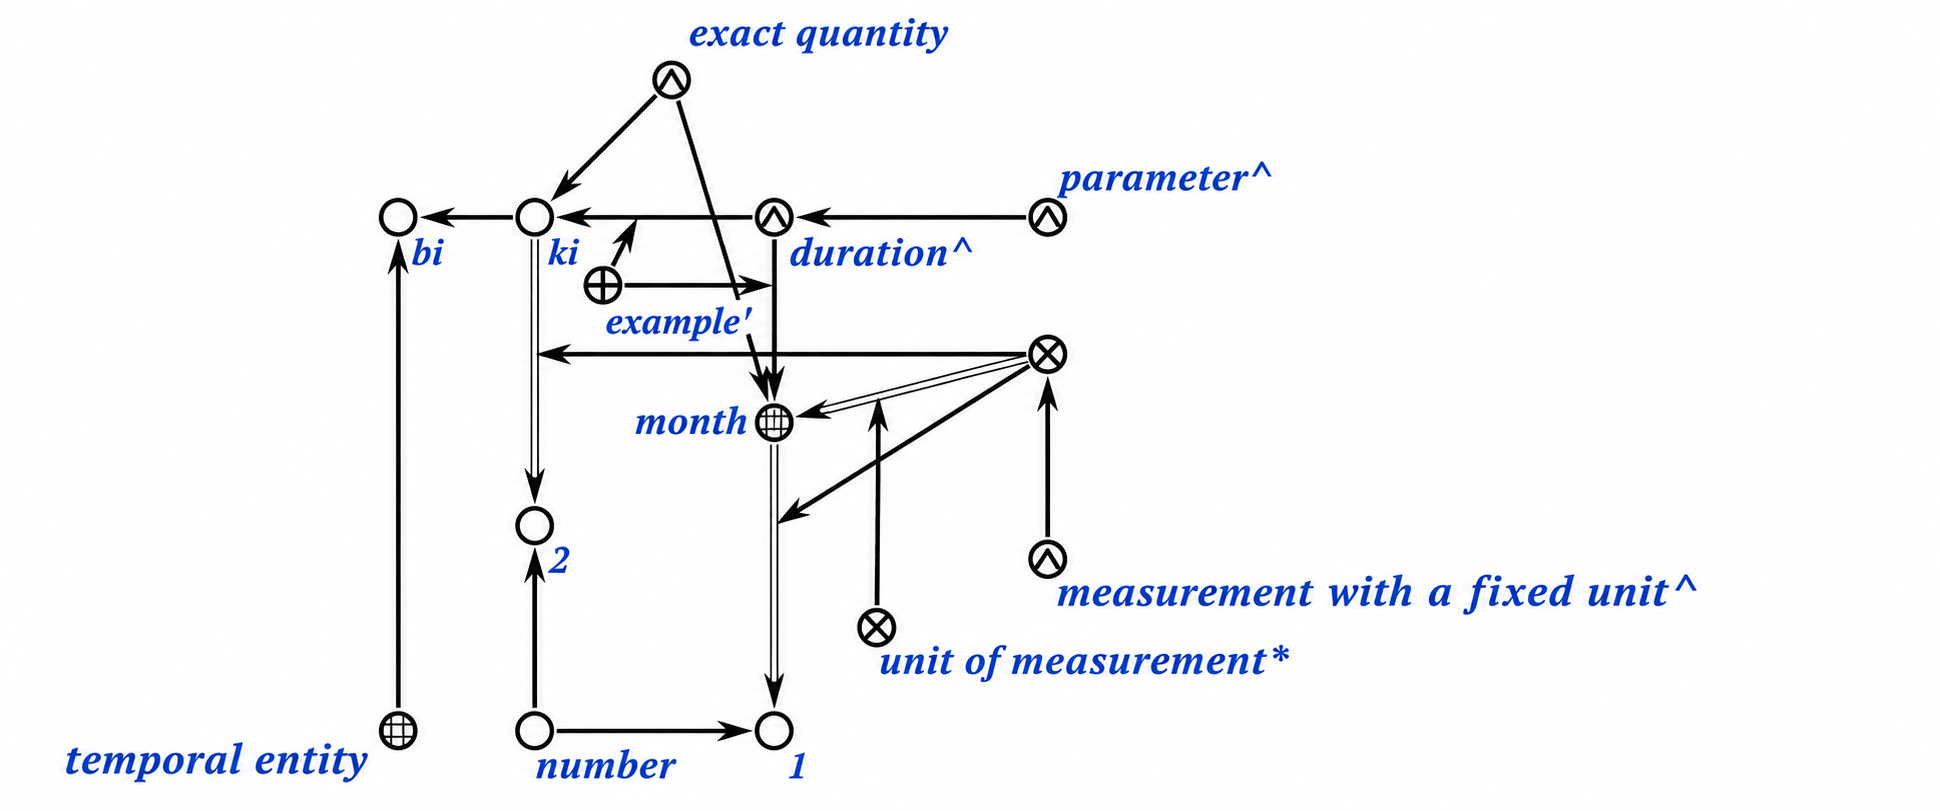 exact quantity
parameter^
bi
ki
duration^
example'
month
2
measurement with a fixed unit^
unit of measurement*
temporal entity
number
1